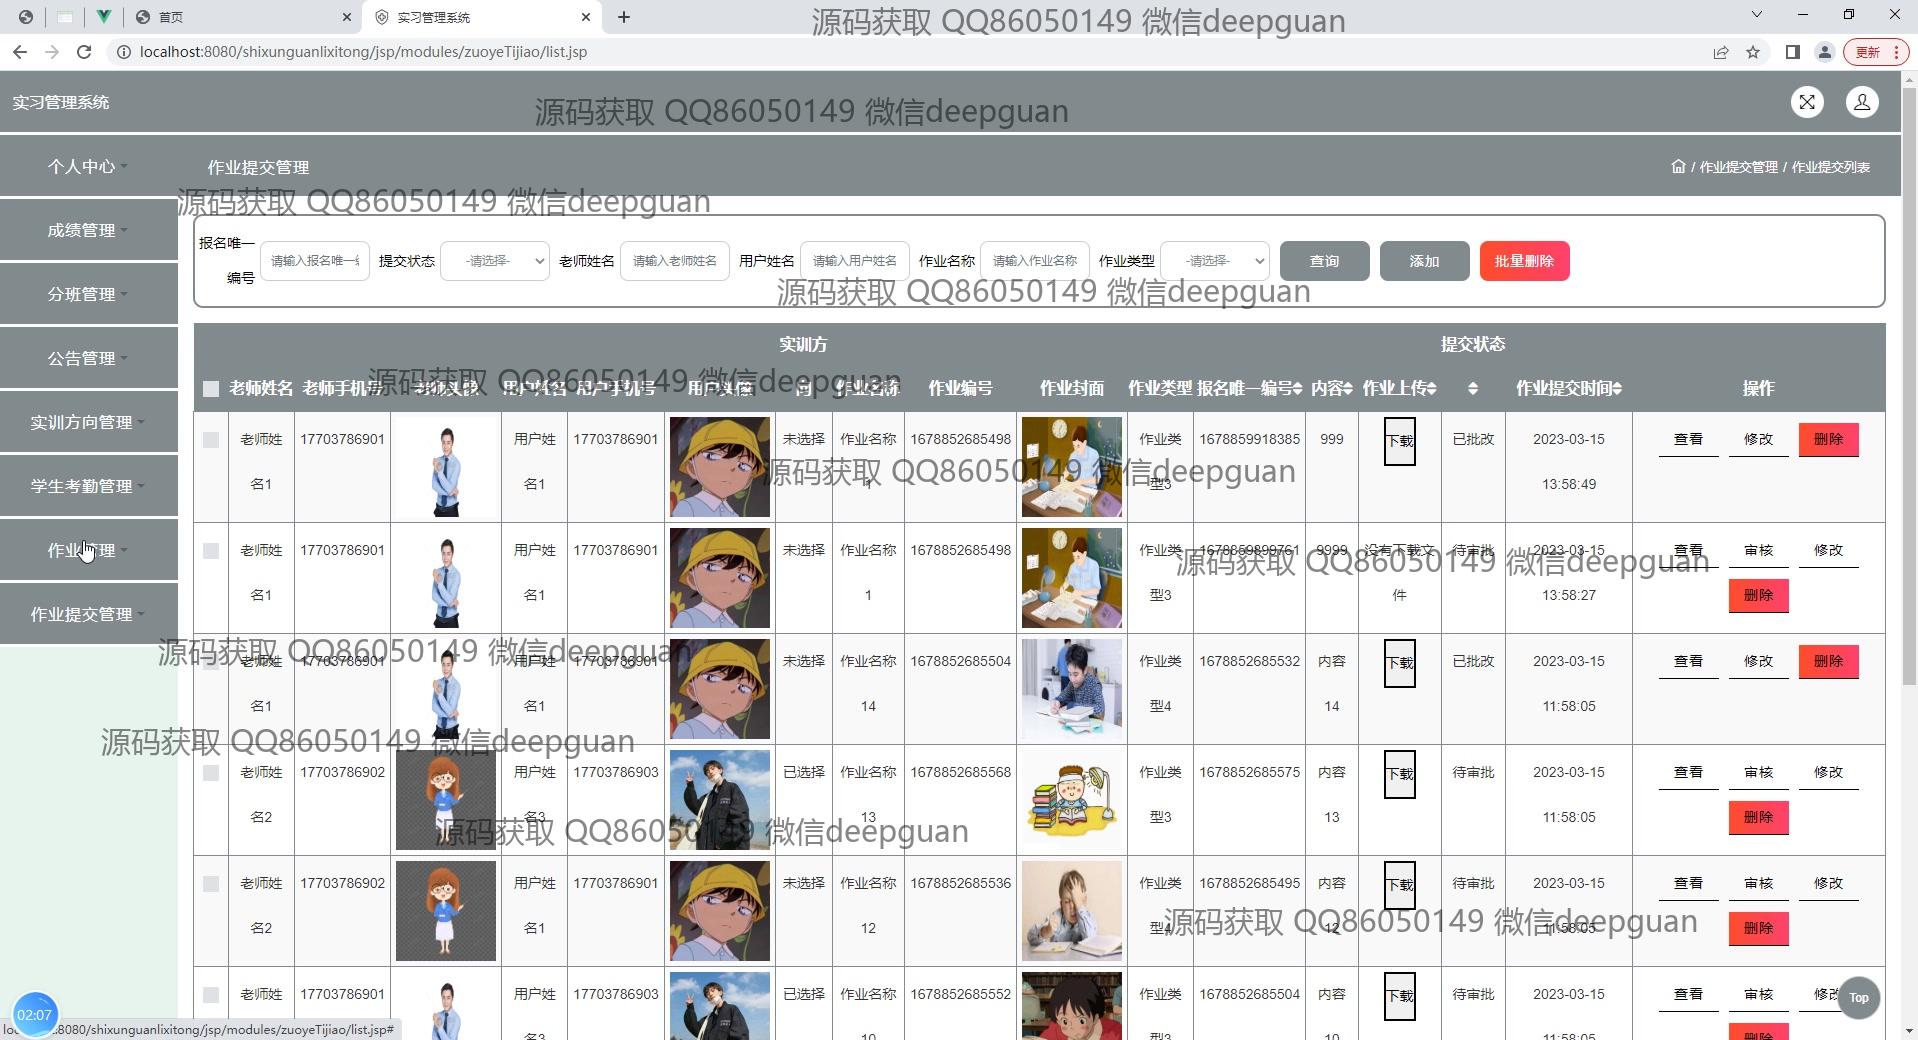 首页
实习管理系统
源码获取 QQ86050149 微信deepguan
localhost:8080/shixunguanlixitong/jsp/modules/zuoyeTijiao/list.jsp
更新
实习管理系统
源码获取 QQ86050149 微信deepguan
个人中心
作业提交管理
/ 作业提交管理 / 作业提交列表
源码获取 QQ86050149 微信deepguan
成绩管理
分班管理
公告管理
实训方向管理
学生考勤管理
作业管理
作业提交管理
报名唯一
编号
请输入报名唯一
提交状态
-请选择-
老师姓名
请输入老师姓名
用户姓名
请输入用户姓名
作业名称
请输入作业名称
作业类型
-请选择-
查询
添加
批量删除
源码获取 QQ86050149 微信deepguan
实训方 提交状态
老师姓名 老师手机号 老师头像 用户姓名 用户手机号 用户头像 向 作业名称 作业编号 作业封面 作业类型 报名唯一编号 内容 作业上传 作业提交时间 操作
源码获取 QQ86050149 微信deepguan
老师姓 17703786901 用户姓 17703786901 未选择 作业名称 1678852685498 作业类 1678859918385 999 下载 已批改 2023-03-15 查看 修改 删除
源码获取 QQ86050149 微信deepguan
名1 名1 1 型3 13:58:49
老师姓 17703786901 用户姓 17703786901 未选择 作业名称 1678852685498 作业类 1678859899761 9999 没有下载文 待审批 2023-03-15 查看 审核 修改
源码获取 QQ86050149 微信deepguan
名1 名1 1 型3 件 13:58:27 删除
老师姓 17703786901 用户姓 17703786901 未选择 作业名称 1678852685504 作业类 1678852685532 内容 下载 已批改 2023-03-15 查看 修改 删除
源码获取 QQ86050149 微信deepguan
名1 名1 14 型4 14 11:58:05
源码获取 QQ86050149 微信deepguan
老师姓 17703786902 用户姓 17703786903 已选择 作业名称 1678852685568 作业类 1678852685575 内容 下载 待审批 2023-03-15 查看 审核 修改
名2 名3 13 型3 13 11:58:05 删除
源码获取 QQ86050149 微信deepguan
老师姓 17703786902 用户姓 17703786901 未选择 作业名称 1678852685536 作业类 1678852685495 内容 下载 待审批 2023-03-15 查看 审核 修改
名2 名1 12 型4 12 11:58:05 删除
源码获取 QQ86050149 微信deepguan
老师姓 17703786901 用户姓 17703786903 已选择 作业名称 1678852685552 作业类 1678852685504 内容 下载 待审批 2023-03-15 查看 审核
Top
02:07
:8080/shixunguanlixitong/jsp/modules/zuoyeTijiao/list.jsp#
名3 10 型3 10 11:58:05 删除